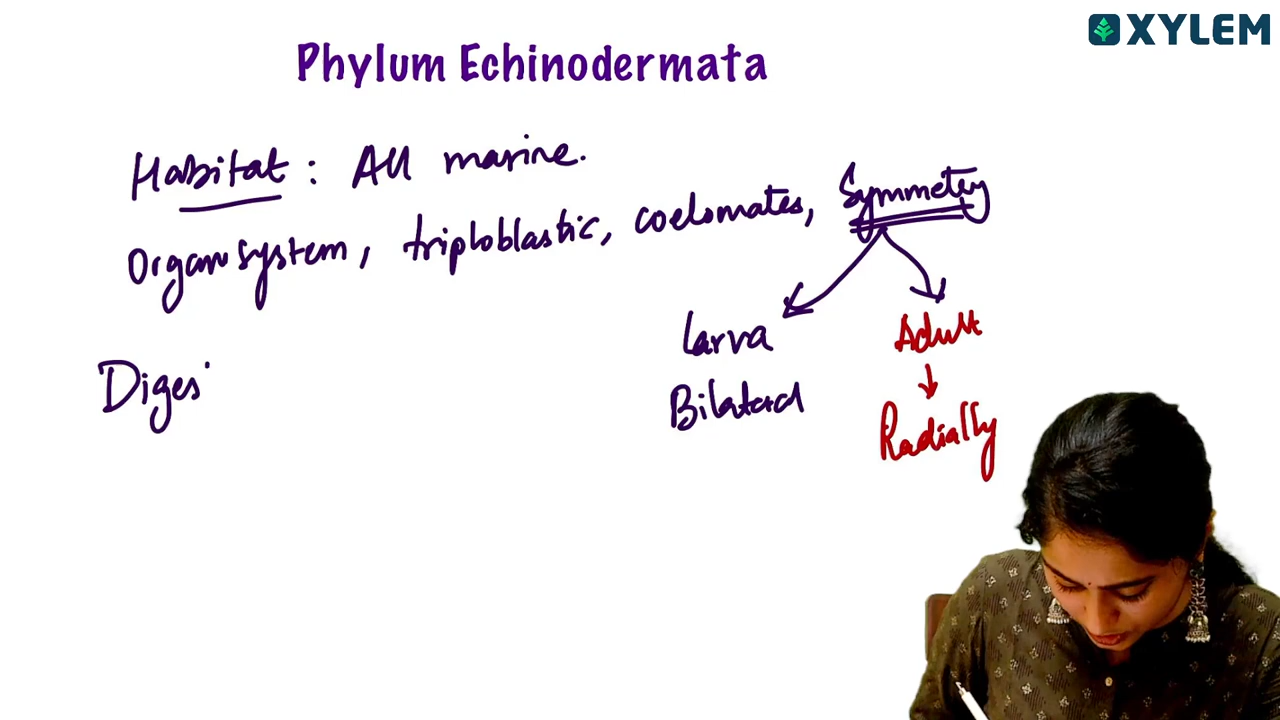 XYLEM
Phylum Echinodermata
Habitat : All marine.
Organ system, triploblastic, coelomates, Symmetry
Larva Adult
Bilateral Radially
Diges